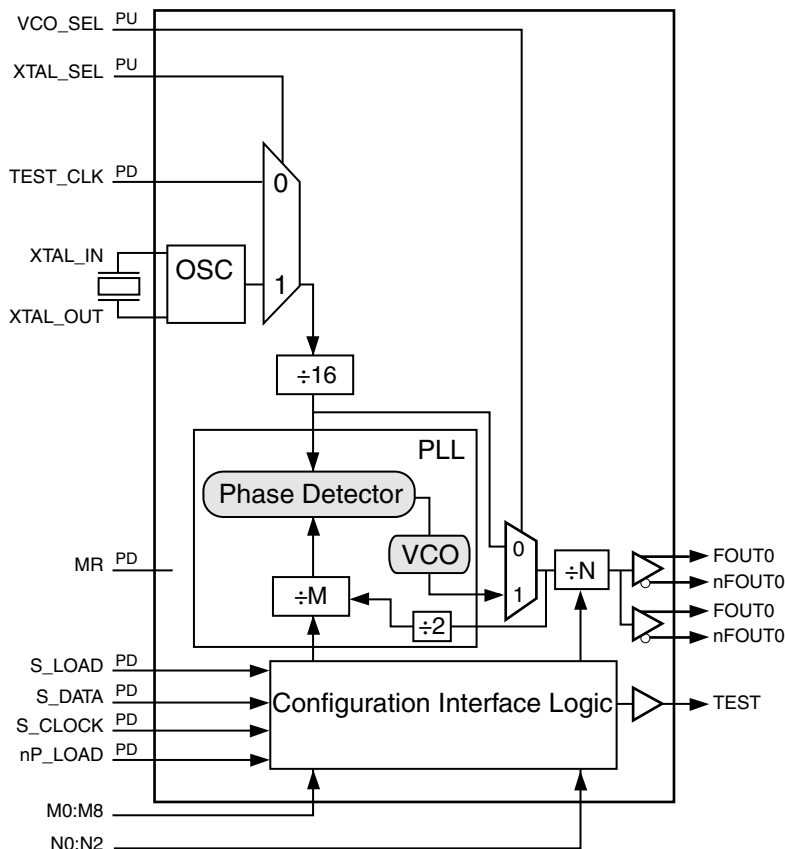 VCO_SEL PU
XTAL_SEL PU
TEST_CLK PD
0
XTAL_IN
OSC
1
XTAL_OUT
÷16
PLL
Phase Detector
VCO
0
1
÷N
FOUT0
nFOUT0
FOUT0
nFOUT0
MR PD
÷M
÷2
S_LOAD PD
S_DATA PD
S_CLOCK PD
nP_LOAD PD
Configuration Interface Logic
TEST
M0:M8
N0:N2